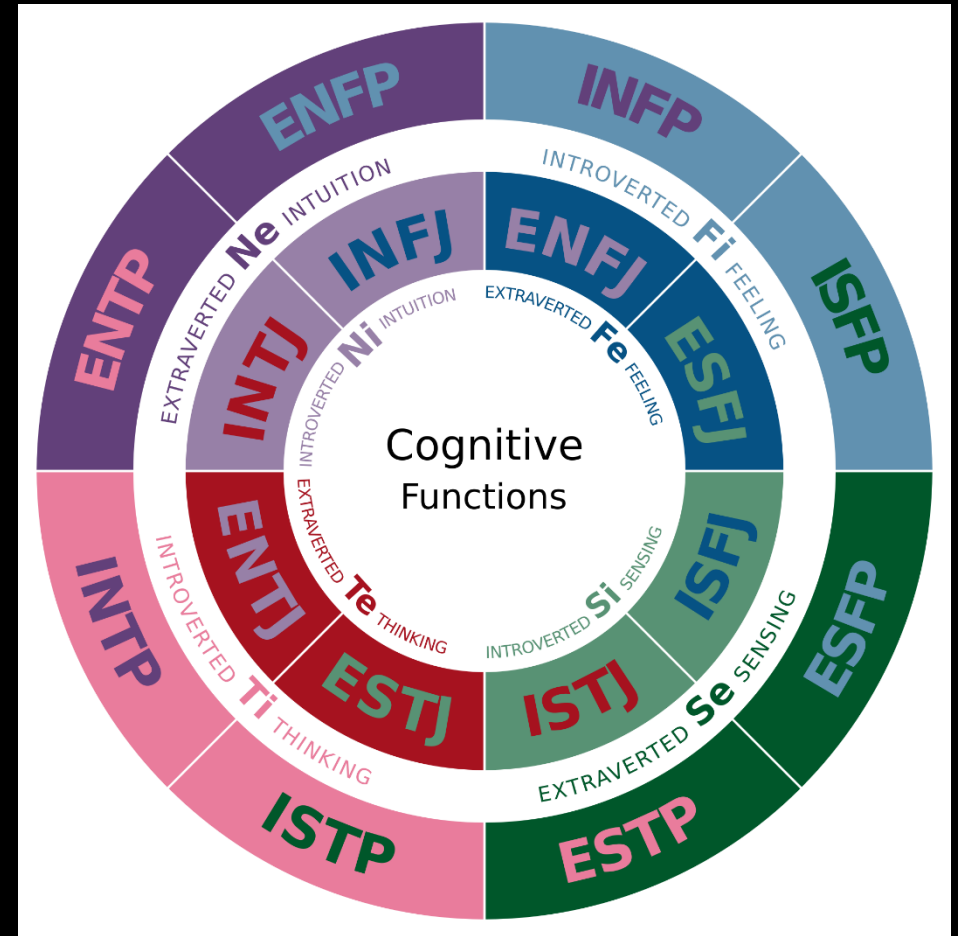 ENFP
INFP
ENTP
ISFP
EXTRAVERTED Ne INTUITION
INTROVERTED Fi FEELING
INFJ
ENFJ
INTJ
ESFJ
INTROVERTED Ni INTUITION
EXTRAVERTED Fe FEELING
Cognitive
Functions
EXTRAVERTED Te THINKING
INTROVERTED Si SENSING
ENTJ
ISFJ
ESTJ
ISTJ
INTROVERTED Ti THINKING
EXTRAVERTED Se SENSING
INTP
ESFP
ISTP
ESTP